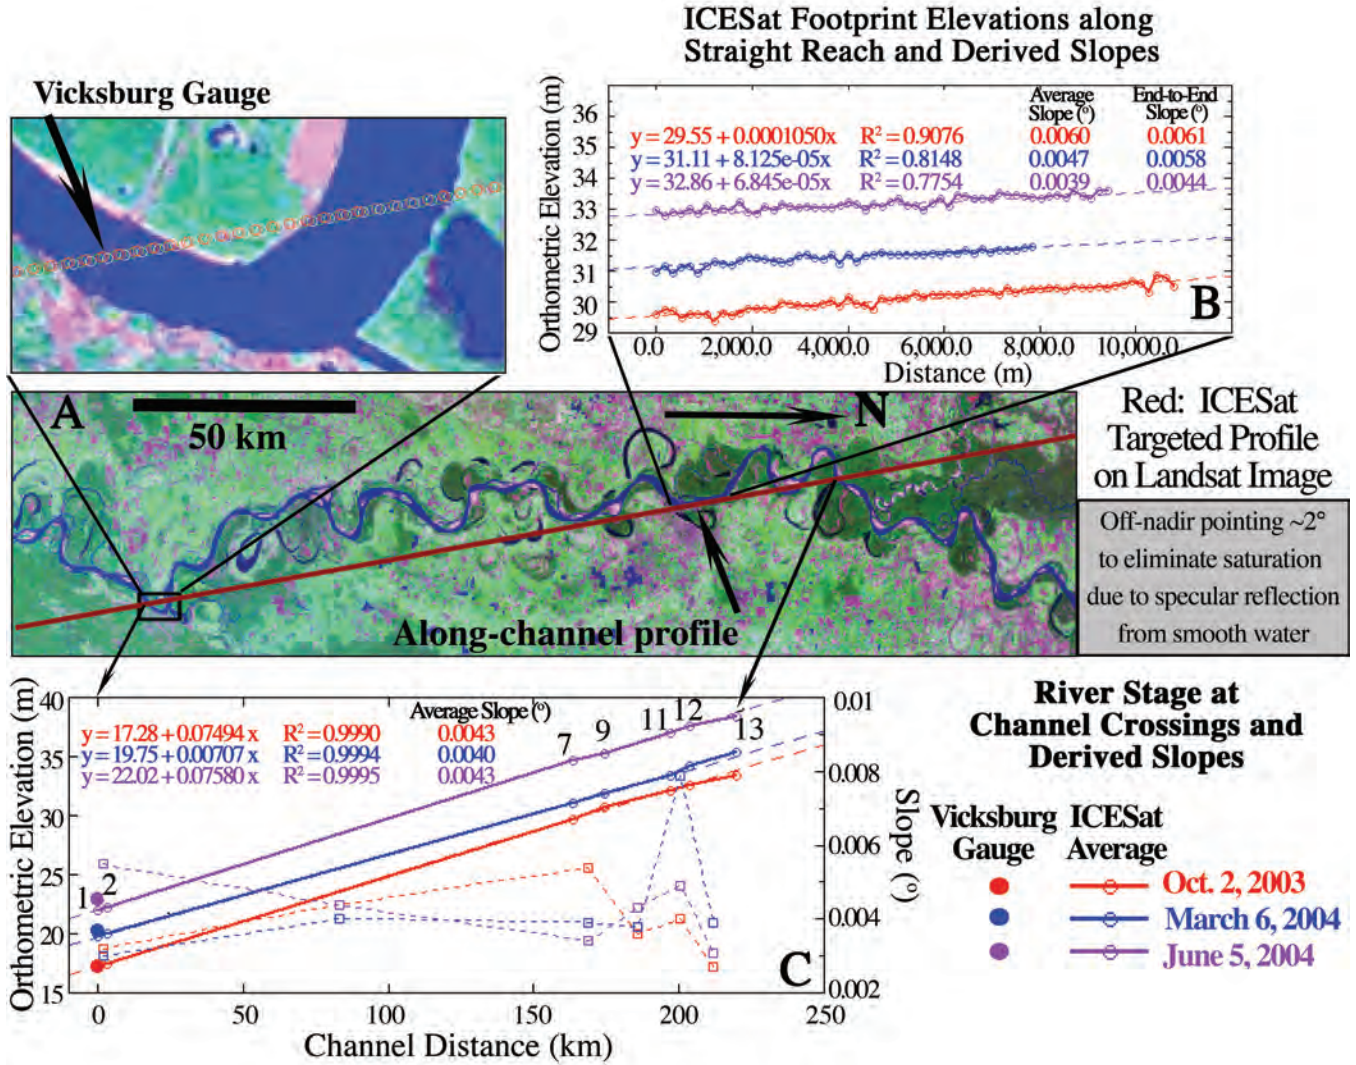 ICESat Footprint Elevations along
Straight Reach and Derived Slopes
Vicksburg Gauge
Orthometric Elevation (m)
36
35
34
33
32
31
30
29
Average
Slope (°)
End-to-End
Slope (°)
y = 29.55 + 0.0001050x R² = 0.9076 0.0060 0.0061
y = 31.11 + 8.125e-05x R² = 0.8148 0.0047 0.0058
y = 32.86 + 6.845e-05x R² = 0.7754 0.0039 0.0044
B
0.0 2,000.0 4,000.0 6,000.0 8,000.0 10,000.0
Distance (m)
A
50 km
N
Along-channel profile
Red: ICESat
Targeted Profile
on Landsat Image
Off-nadir pointing ~2°
to eliminate saturation
due to specular reflection
from smooth water
Orthometric Elevation (m)
40
35
30
25
20
15
Average Slope (°)
y = 17.28 + 0.07494 x R² = 0.9990 0.0043
y = 19.75 + 0.00707 x R² = 0.9994 0.0040
y = 22.02 + 0.07580 x R² = 0.9995 0.0043
1 2 7 9 11 12 13
C
0.01
0.008
0.006
0.004
0.002
Slope (°)
0 50 100 150 200 250
Channel Distance (km)
River Stage at
Channel Crossings and
Derived Slopes
Vicksburg
Gauge
ICESat
Average
Oct. 2, 2003
March 6, 2004
June 5, 2004